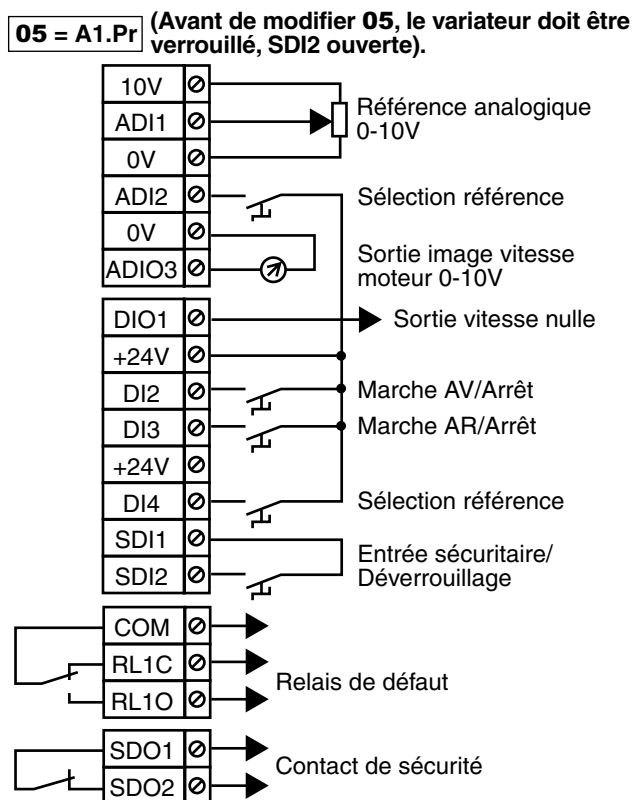 05 = A1.Pr (Avant de modifier 05, le variateur doit être
verrouillé, SDI2 ouverte).
10V
ADI1
0V
Référence analogique
0-10V
ADI2
Sélection référence
0V
ADIO3
Sortie image vitesse
moteur 0-10V
DIO1
Sortie vitesse nulle
+24V
DI2
Marche AV/Arrêt
DI3
Marche AR/Arrêt
+24V
DI4
Sélection référence
SDI1
SDI2
Entrée sécuritaire/
Déverrouillage
COM
RL1C
RL1O
Relais de défaut
SDO1
SDO2
Contact de sécurité